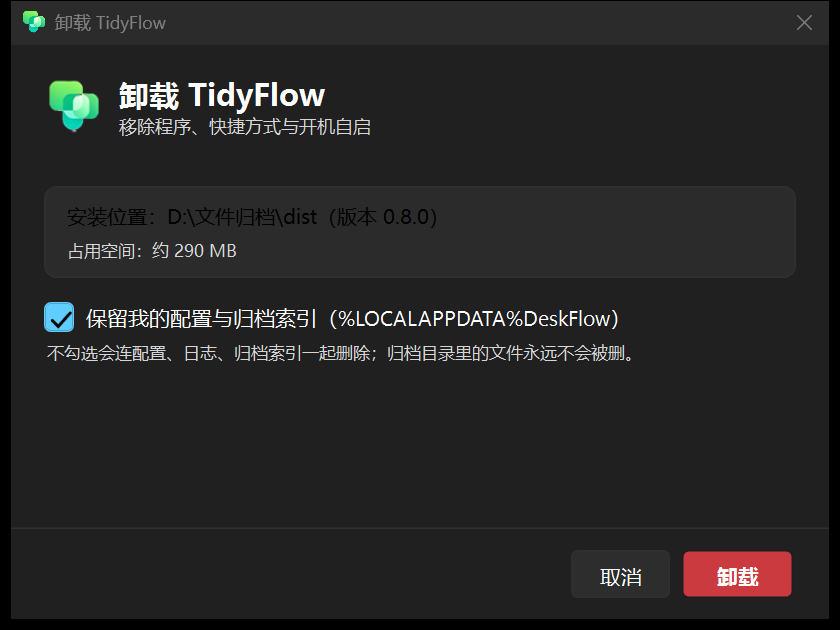 卸载 TidyFlow
卸载 TidyFlow
移除程序、快捷方式与开机自启
安装位置：D:\文件归档\dist（版本 0.8.0）
占用空间：约 290 MB
保留我的配置与归档索引（%LOCALAPPDATA%DeskFlow）
不勾选会连配置、日志、归档索引一起删除；归档目录里的文件永远不会被删。
取消
卸载